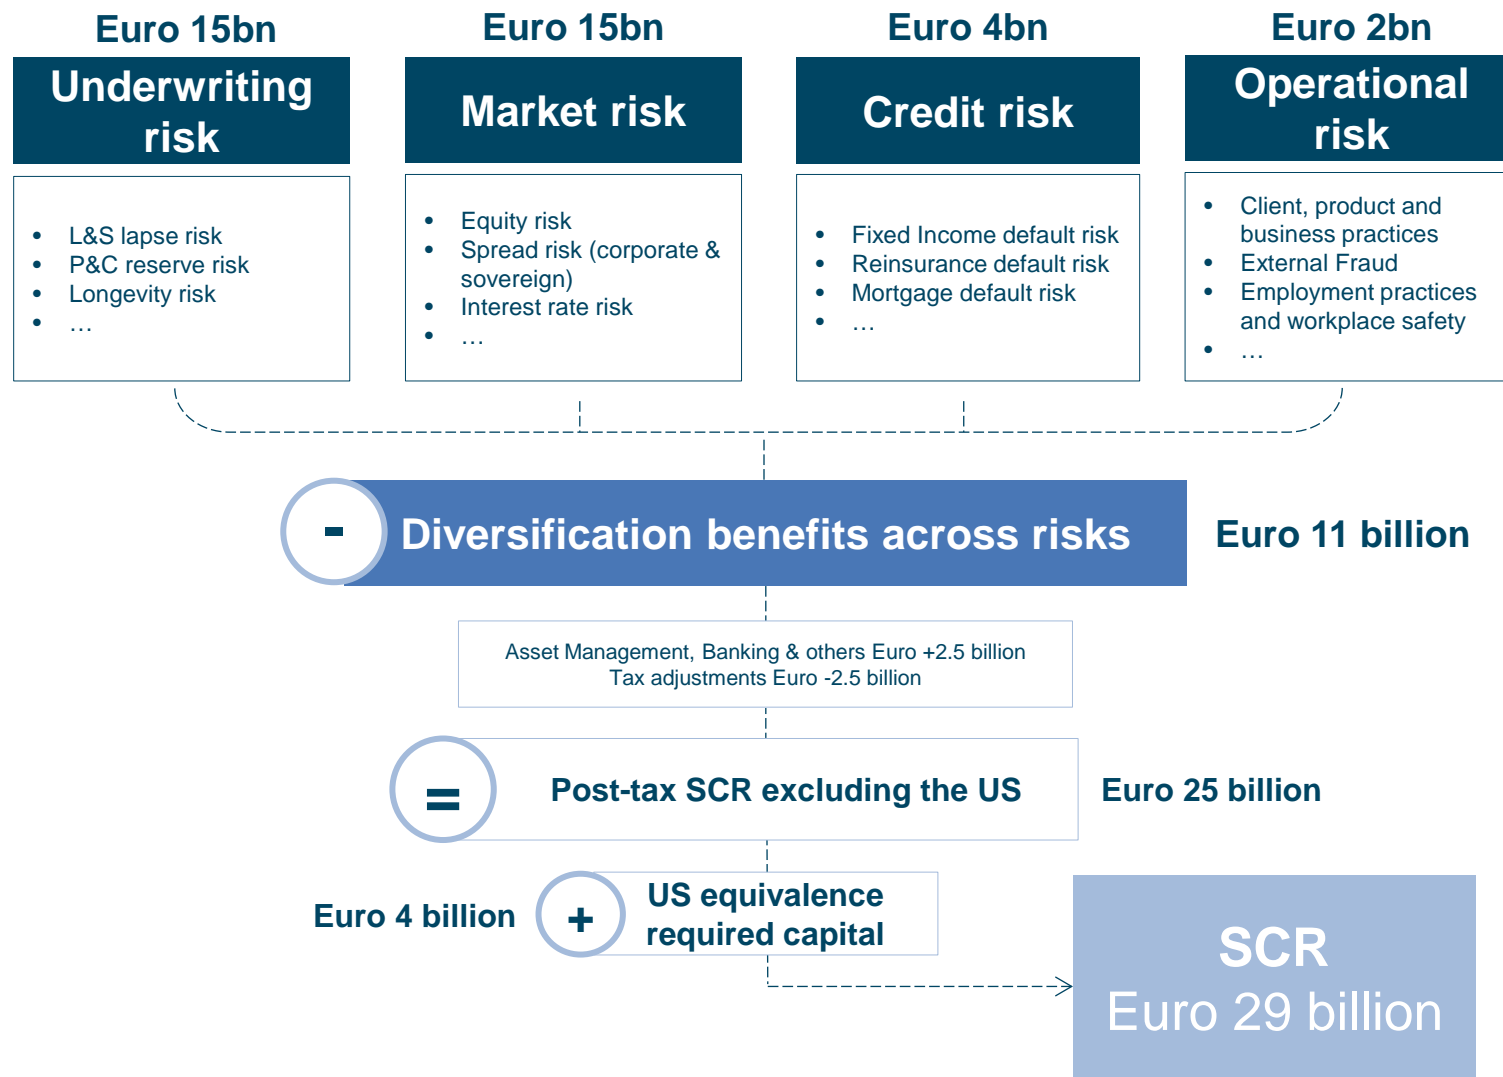 Euro 15bn
Underwriting
risk
• L&S lapse risk
• P&C reserve risk
• Longevity risk
• …
Euro 15bn
Market risk
• Equity risk
• Spread risk (corporate &
sovereign)
• Interest rate risk
• …
Euro 4bn
Credit risk
• Fixed Income default risk
• Reinsurance default risk
• Mortgage default risk
• …
Euro 2bn
Operational
risk
• Client, product and
business practices
• External Fraud
• Employment practices
and workplace safety
• …
- Diversification benefits across risks
Euro 11 billion
Asset Management, Banking & others Euro +2.5 billion
Tax adjustments Euro -2.5 billion
= Post-tax SCR excluding the US
Euro 25 billion
Euro 4 billion
+
US equivalence
required capital
SCR
Euro 29 billion